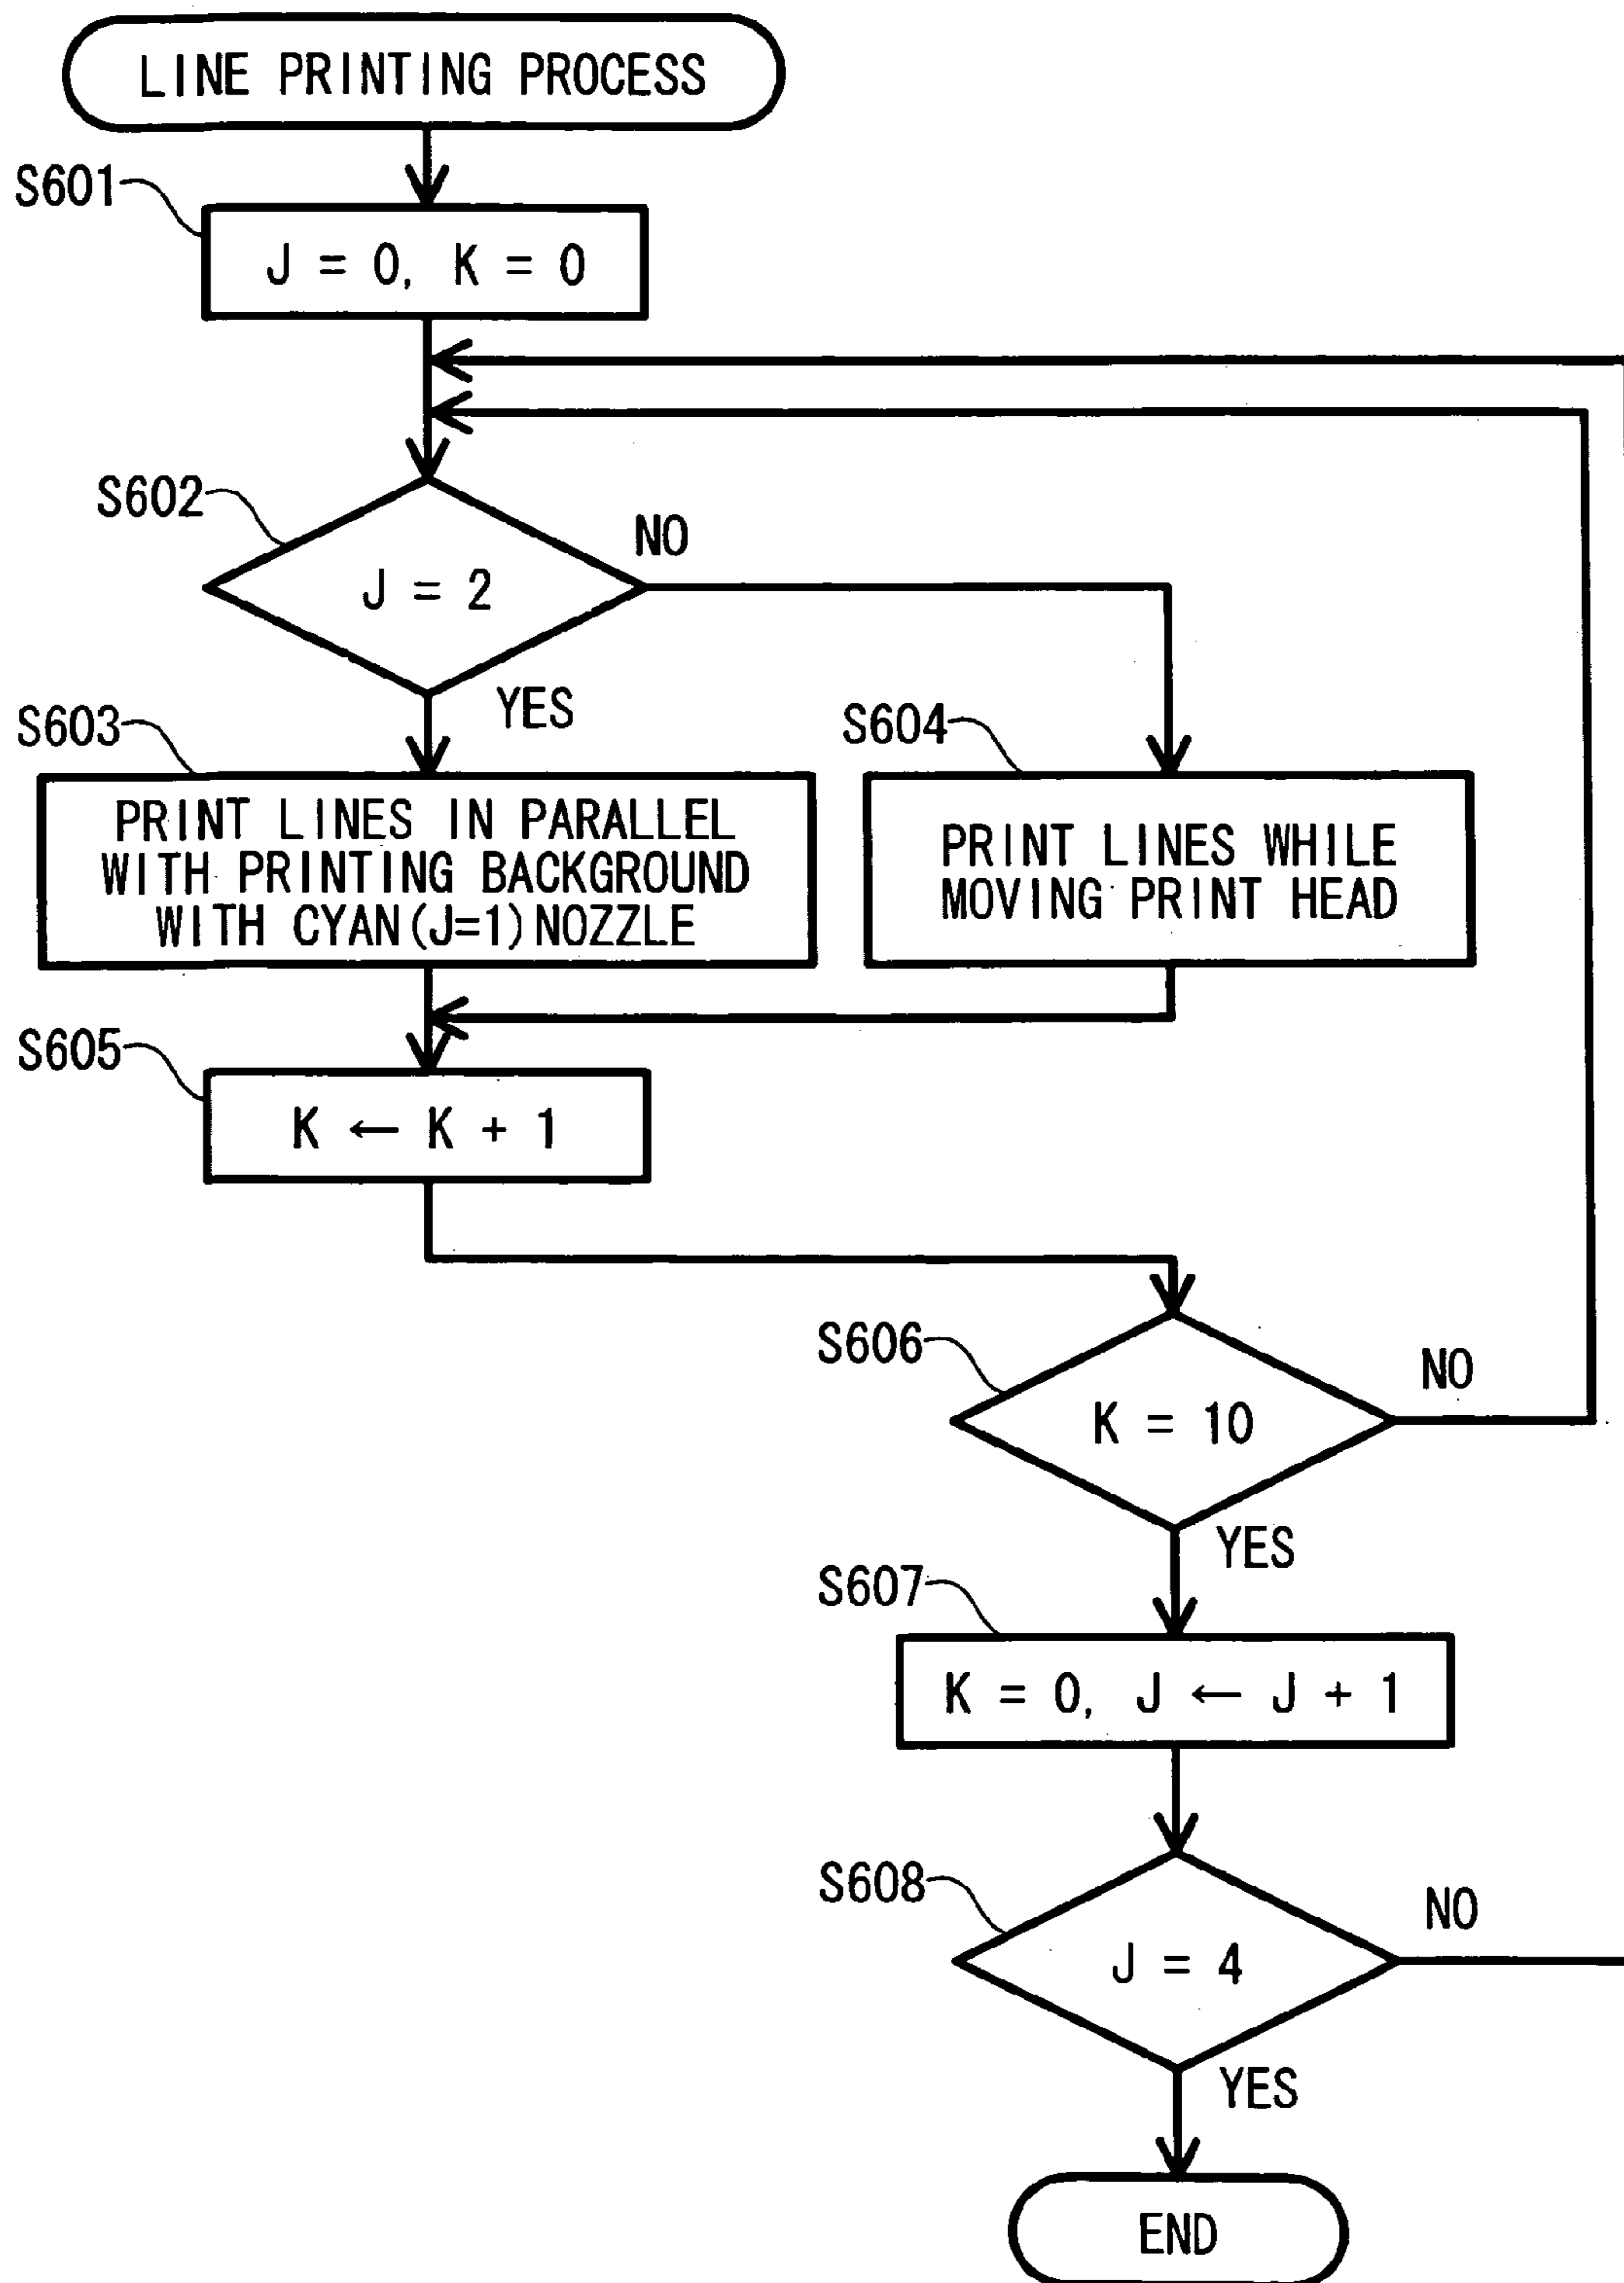 LINE PRINTING PROCESS
S601
J = 0, K = 0
S602
J = 2
NO
YES
S603
PRINT LINES IN PARALLEL
WITH PRINTING BACKGROUND
WITH CYAN(J=1)NOZZLE
S604
PRINT LINES WHILE
MOVING PRINT HEAD
S605
K ← K + 1
S606
K = 10
NO
YES
S607
K = 0, J ← J + 1
S608
J = 4
NO
YES
END